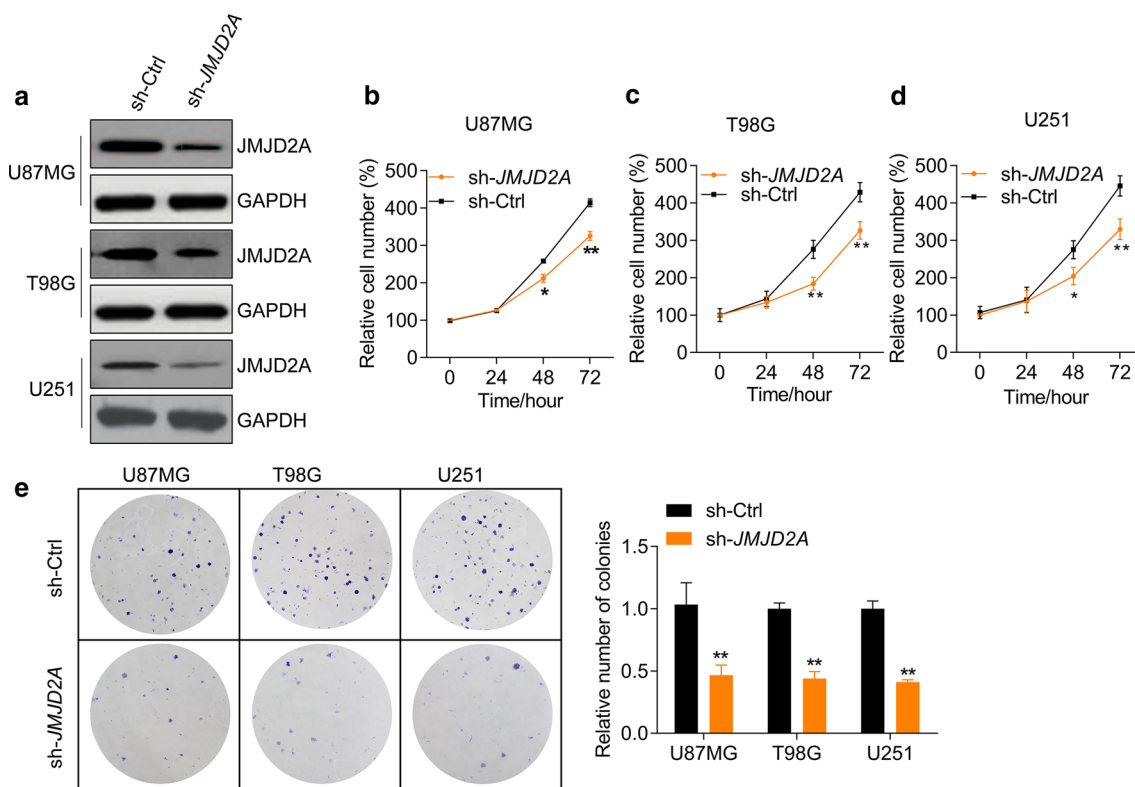 a
sh-Ctrl
sh-JMJD2A
U87MG
JMJD2A
GAPDH
T98G
JMJD2A
GAPDH
U251
JMJD2A
GAPDH
b
U87MG
Relative cell number (%)
500
400
300
200
100
0
sh-JMJD2A
sh-Ctrl
*
**
0 24 48 72
Time/hour
c
T98G
Relative cell number (%)
500
400
300
200
100
0
sh-JMJD2A
sh-Ctrl
**
**
0 24 48 72
Time/hour
d
U251
Relative cell number (%)
500
400
300
200
100
0
sh-JMJD2A
sh-Ctrl
*
**
0 24 48 72
Time/hour
e
U87MG T98G U251
sh-Ctrl
sh-JMJD2A
sh-Ctrl
sh-JMJD2A
Relative number of colonies
1.5
1.0
0.5
0.0
** ** **
U87MG T98G U251